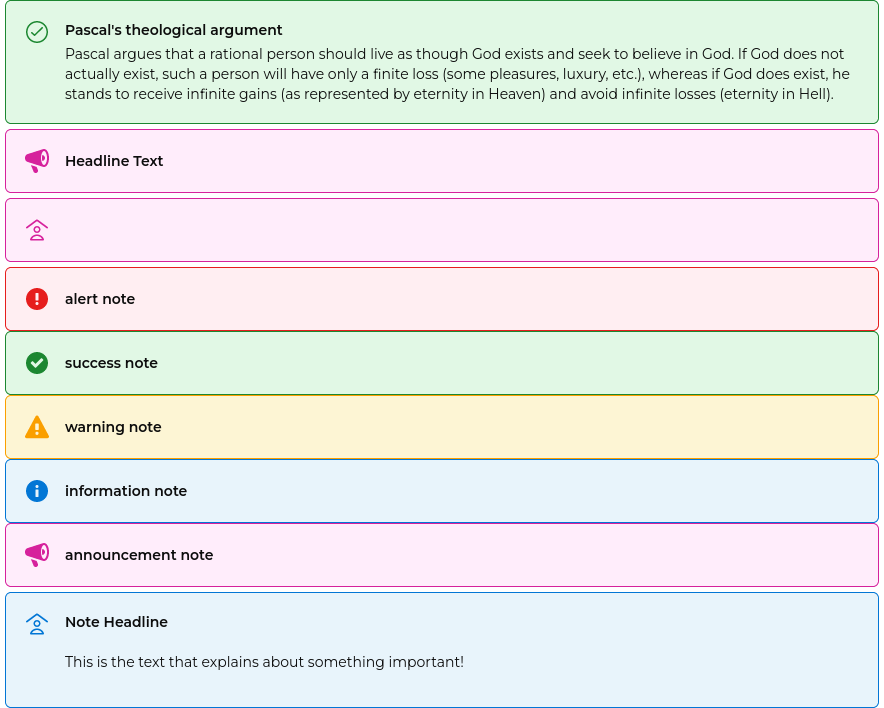 Pascal's theological argument
Pascal argues that a rational person should live as though God exists and seek to believe in God. If God does not
actually exist, such a person will have only a finite loss (some pleasures, luxury, etc.), whereas if God does exist, he
stands to receive infinite gains (as represented by eternity in Heaven) and avoid infinite losses (eternity in Hell).
Headline Text
alert note
success note
warning note
information note
announcement note
Note Headline
This is the text that explains about something important!